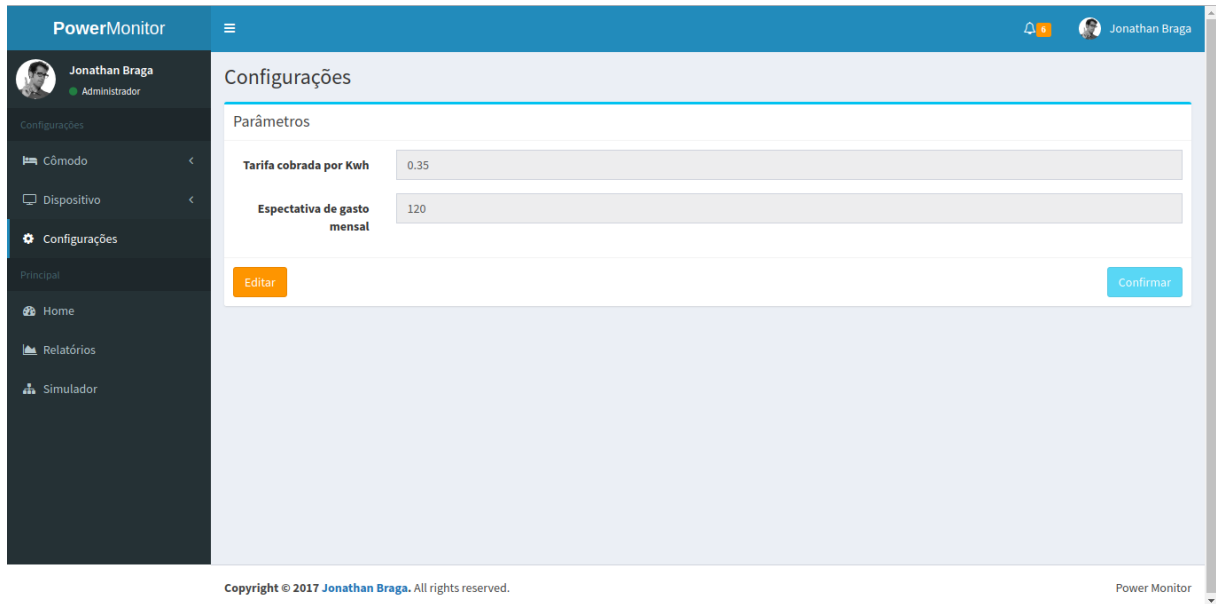 PowerMonitor
6
Jonathan Braga
Jonathan Braga
Administrador
Configurações
Cômodo
Dispositivo
Configurações
Principal
Home
Relatórios
Simulador
Configurações
Parâmetros
Tarifa cobrada por Kwh
0.35
Espectativa de gasto
mensal
120
Editar
Confirmar
Copyright © 2017 Jonathan Braga. All rights reserved.
Power Monitor